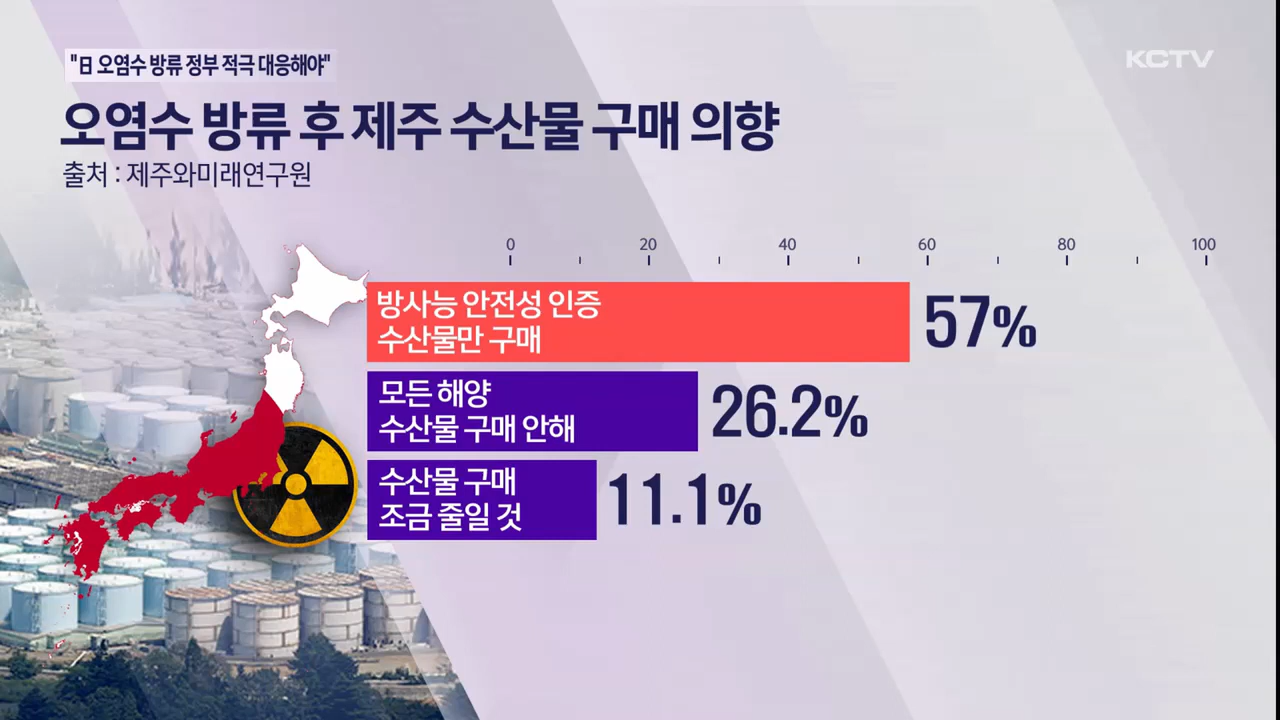 "日 오염수 방류 정부 적극 대응해야"
KCTV
오염수 방류 후 제주 수산물 구매 의향
출처 : 제주와미래연구원
0 20 40 60 80 100
방사능 안전성 인증
수산물만 구매
57%
모든 해양
수산물 구매 안해
26.2%
수산물 구매
조금 줄일 것
11.1%